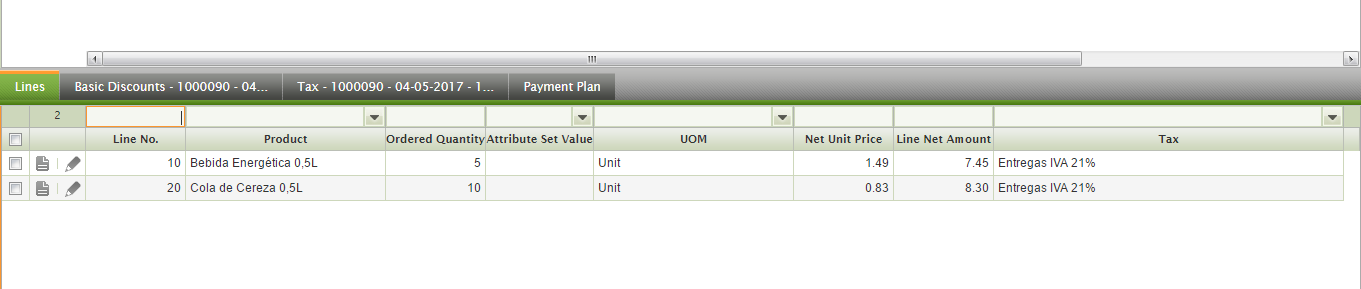 Lines Basic Discounts - 1000090 - 04... Tax - 1000090 - 04-05-2017 - 1... Payment Plan
2
Line No. Product Ordered Quantity Attribute Set Value UOM Net Unit Price Line Net Amount Tax
10 Bebida Energética 0,5L 5 Unit 1.49 7.45 Entregas IVA 21%
20 Cola de Cereza 0,5L 10 Unit 0.83 8.30 Entregas IVA 21%